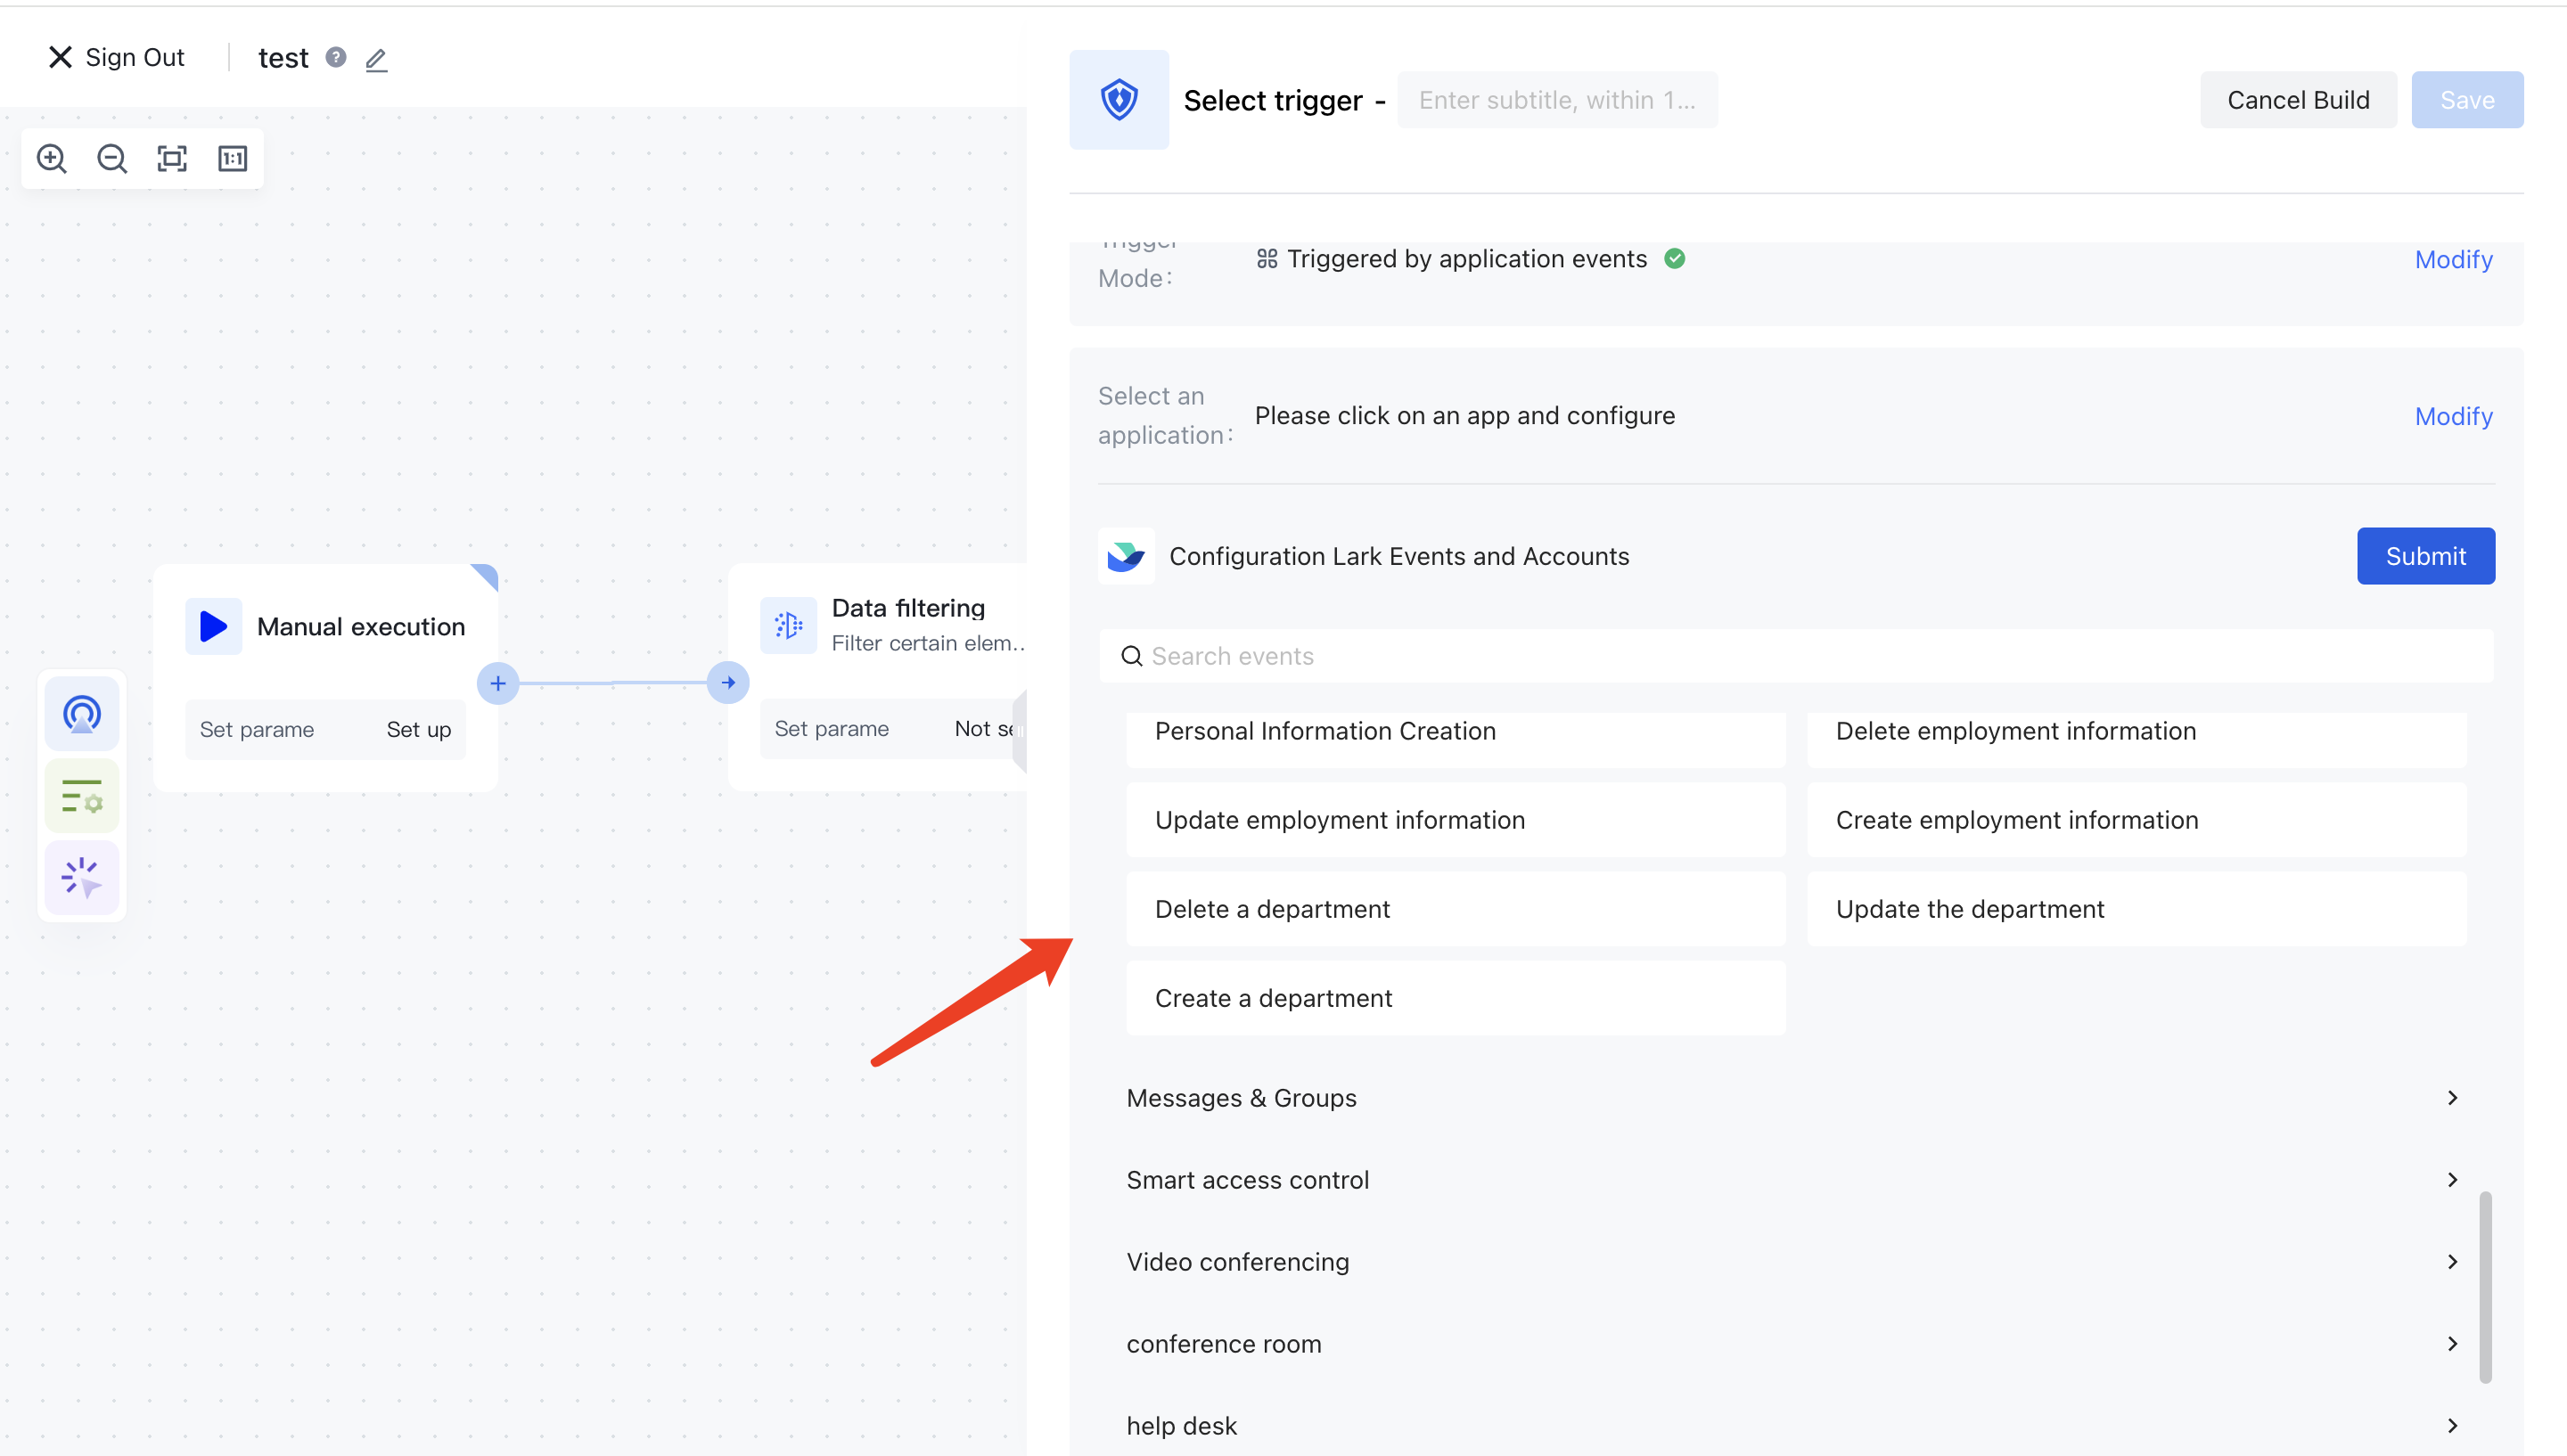 Sign Out
test
?
1:1
Manual execution
Set parame
Set up
Data filtering
Filter certain elem..
Set parame
Not se
Select trigger -
Enter subtitle, within 1...
Cancel Build
Save
Trigger
Mode:
Triggered by application events
Modify
Select an
application:
Please click on an app and configure
Modify
Configuration Lark Events and Accounts
Submit
Search events
Personal Information Creation
Delete employment information
Update employment information
Create employment information
Delete a department
Update the department
Create a department
Messages & Groups
Smart access control
Video conferencing
conference room
help desk